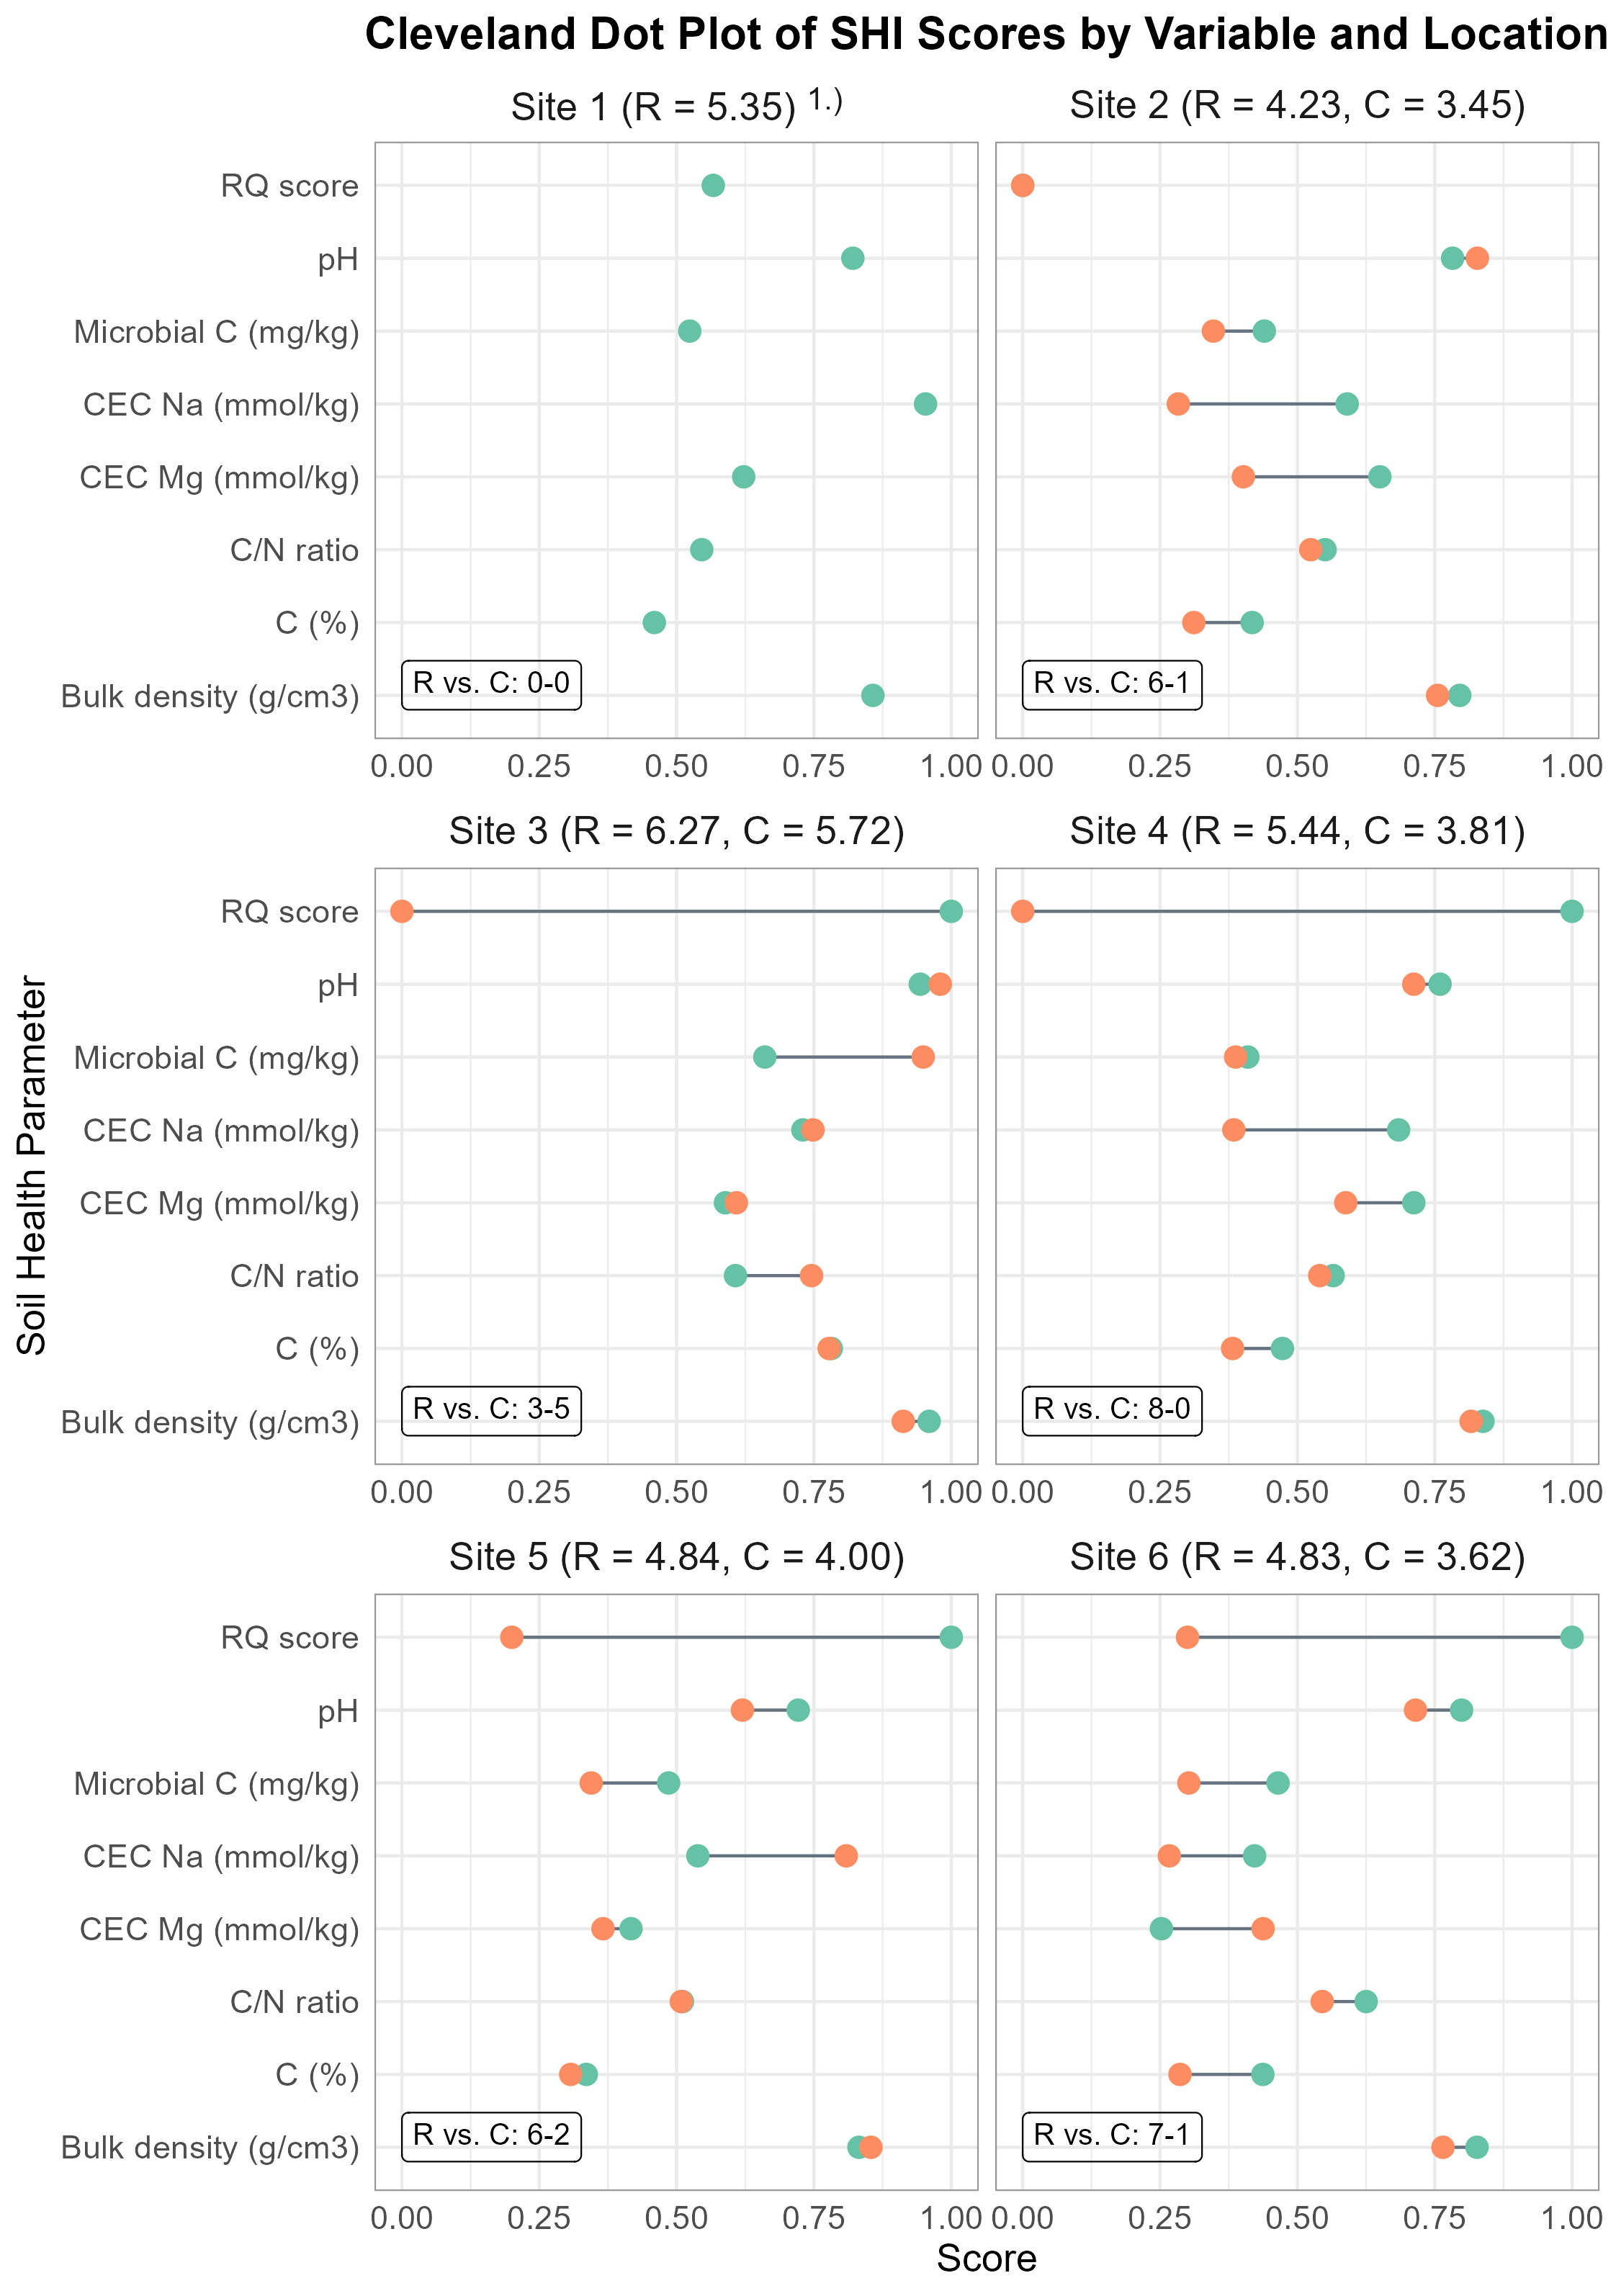 Cleveland Dot Plot of SHI Scores by Variable and Location
Site 1 (R = 5.35) 1.)
Site 2 (R = 4.23, C = 3.45)
RQ score
pH
Microbial C (mg/kg)
CEC Na (mmol/kg)
CEC Mg (mmol/kg)
C/N ratio
C (%)
Bulk density (g/cm3)
R vs. C: 0-0
R vs. C: 6-1
0.00 0.25 0.50 0.75 1.00
0.00 0.25 0.50 0.75 1.00
Site 3 (R = 6.27, C = 5.72)
Site 4 (R = 5.44, C = 3.81)
Soil Health Parameter
RQ score
pH
Microbial C (mg/kg)
CEC Na (mmol/kg)
CEC Mg (mmol/kg)
C/N ratio
C (%)
Bulk density (g/cm3)
R vs. C: 3-5
R vs. C: 8-0
0.00 0.25 0.50 0.75 1.00
0.00 0.25 0.50 0.75 1.00
Site 5 (R = 4.84, C = 4.00)
Site 6 (R = 4.83, C = 3.62)
RQ score
pH
Microbial C (mg/kg)
CEC Na (mmol/kg)
CEC Mg (mmol/kg)
C/N ratio
C (%)
Bulk density (g/cm3)
R vs. C: 6-2
R vs. C: 7-1
0.00 0.25 0.50 0.75 1.00
0.00 0.25 0.50 0.75 1.00
Score